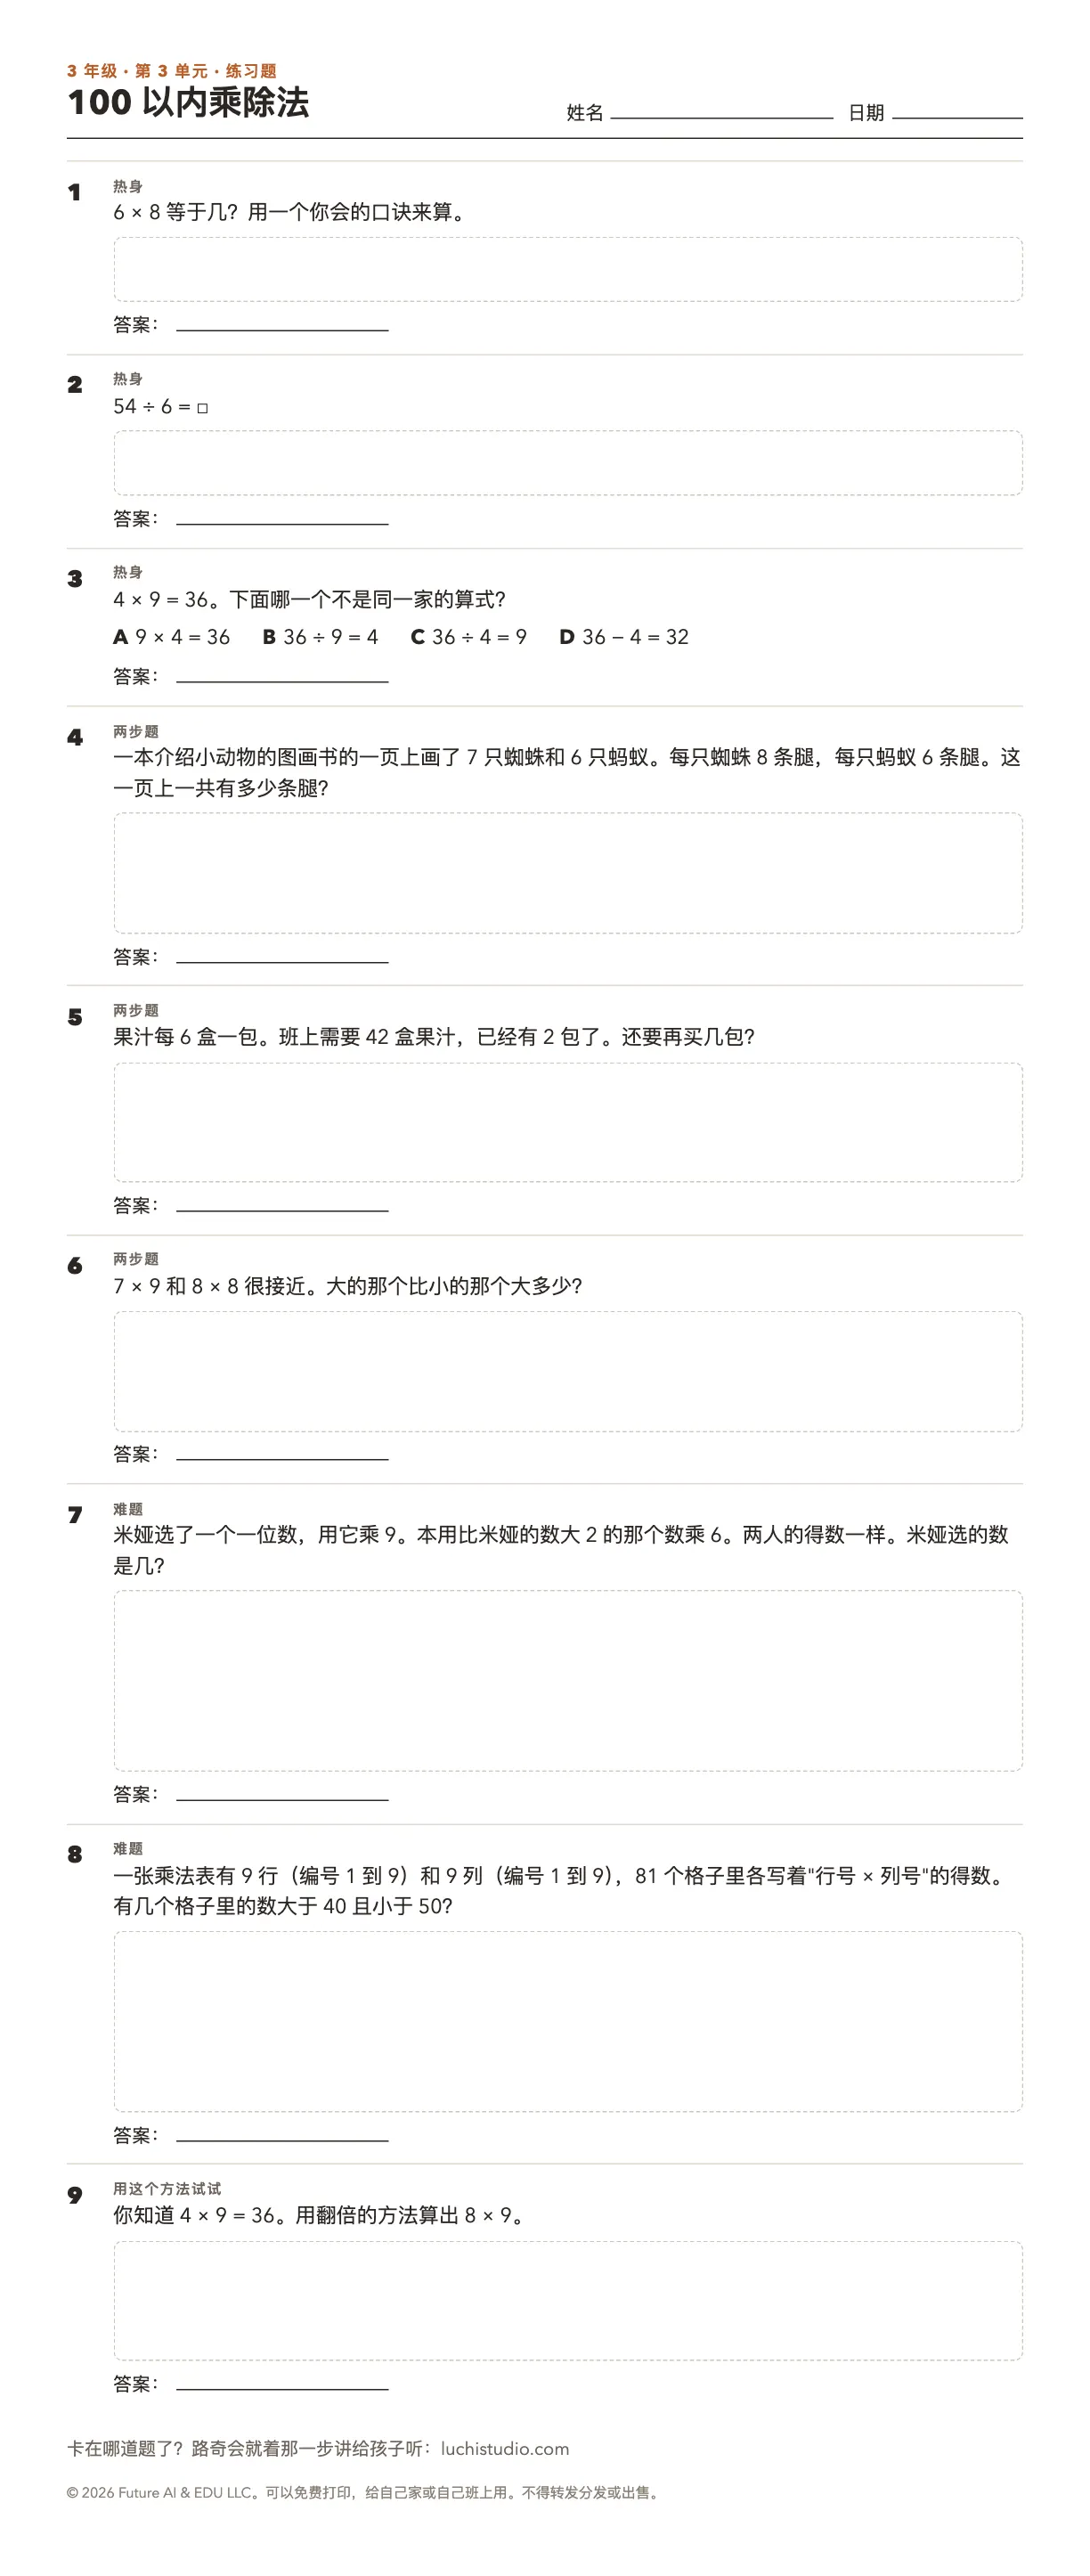 3 年级 · 第 3 单元 · 练习题
100 以内乘除法
姓名
日期
1
热身
6 × 8 等于几？用一个你会的口诀来算。
答案：
2
热身
54 ÷ 6 = □
答案：
3
热身
4 × 9 = 36。下面哪一个不是同一家的算式？
A 9 × 4 = 36 B 36 ÷ 9 = 4 C 36 ÷ 4 = 9 D 36 − 4 = 32
答案：
4
两步题
一本介绍小动物的图画书的一页上画了 7 只蜘蛛和 6 只蚂蚁。每只蜘蛛 8 条腿，每只蚂蚁 6 条腿。这
一页上一共有多少条腿？
答案：
5
两步题
果汁每 6 盒一包。班上需要 42 盒果汁，已经有 2 包了。还要再买几包？
答案：
6
两步题
7 × 9 和 8 × 8 很接近。大的那个比小的那个大多少？
答案：
7
难题
米娅选了一个一位数，用它乘 9。本用比米娅的数大 2 的那个数乘 6。两人的得数一样。米娅选的数
是几？
答案：
8
难题
一张乘法表有 9 行（编号 1 到 9）和 9 列（编号 1 到 9），81 个格子里各写着"行号 × 列号"的得数。
有几个格子里的数大于 40 且小于 50？
答案：
9
用这个方法试试
你知道 4 × 9 = 36。用翻倍的方法算出 8 × 9。
答案：
卡在哪道题了？路奇会就着那一步讲给孩子听：luchistudio.com
© 2026 Future AI & EDU LLC。可以免费打印，给自己家或自己班上用。不得转发分发或出售。